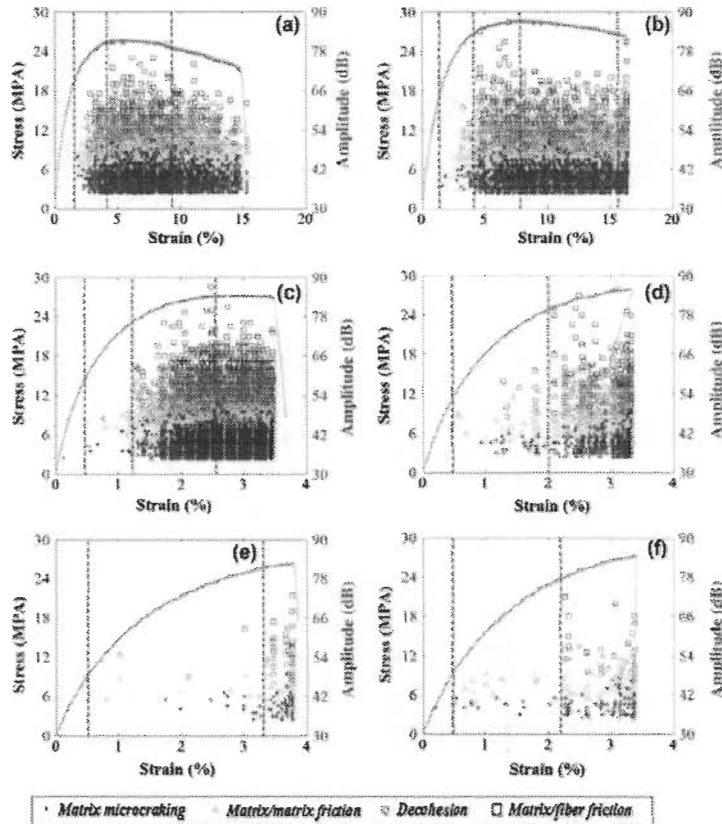 (a)
(b)
Stress (MPA)
Amplitude (dB)
Stress (MPA)
Amplitude (dB)
30
24
18
12
6
0
90
78
66
54
42
30
30
24
18
12
6
0
90
78
66
54
42
30
0 5 10 15 20
0 5 10 15 20
Strain (%)
Strain (%)
(c)
(d)
Stress (MPA)
Amplitude (dB)
Stress (MPA)
Amplitude (dB)
30
24
18
12
6
0
90
78
66
54
42
30
30
24
18
12
6
0
90
78
66
54
42
30
0 1 2 3 4
0 1 2 3 4
Strain (%)
Strain (%)
(e)
(f)
Stress (MPA)
Amplitude (dB)
Stress (MPA)
Amplitude (dB)
30
24
18
12
6
0
90
78
66
54
42
30
30
24
18
12
6
0
90
78
66
54
42
30
0 1 2 3 4
0 1 2 3 4
Strain (%)
Strain (%)
Matrix microcraking Matrix/matrix friction Decohesion Matrix/fiber friction